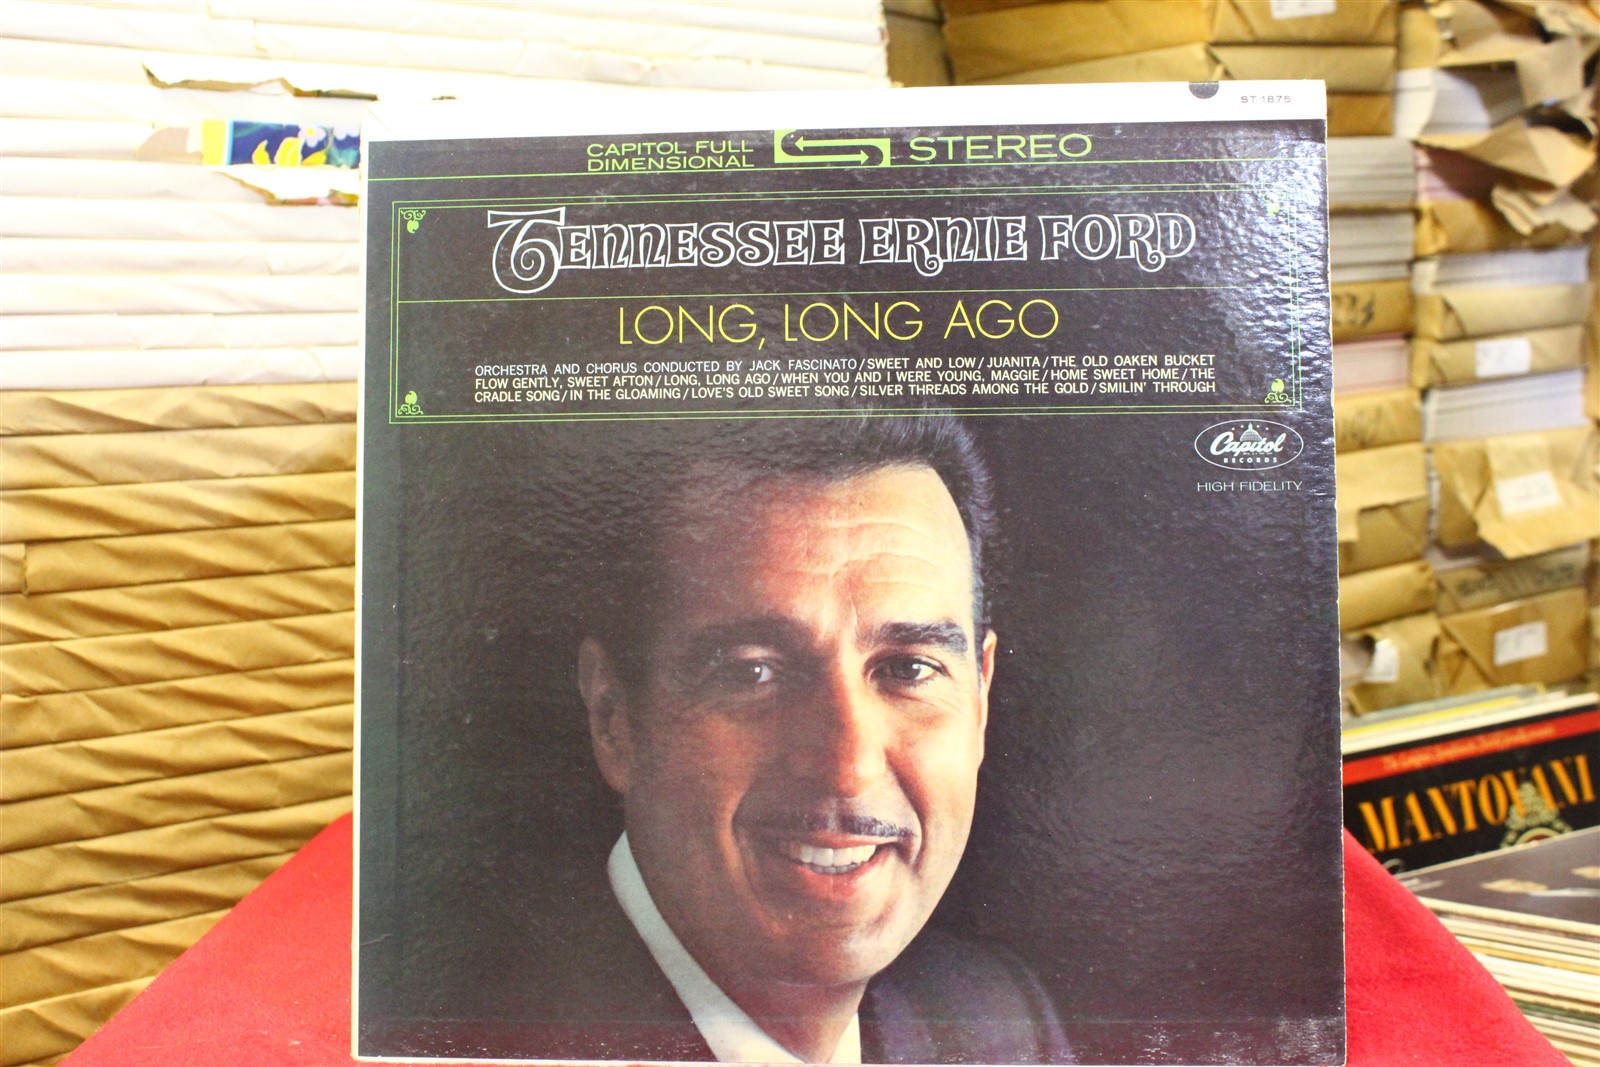 ST 1875
CAPITOL FULL
DIMENSIONAL
STEREO
TENNESSEE ERNIE FORD
LONG, LONG AGO
ORCHESTRA AND CHORUS CONDUCTED BY JACK FASCINATO/SWEET AND LOW/JUANITA/THE OLD OAKEN BUCKET
FLOW GENTLY, SWEET AFTON/LONG, LONG AGO/WHEN YOU AND I WERE YOUNG, MAGGIE/HOME SWEET HOME/THE
CRADLE SONG/IN THE GLOAMING/LOVE'S OLD SWEET SONG/SILVER THREADS AMONG THE GOLD/SMILIN' THROUGH
Capitol
RECORDS
HIGH FIDELITY
MANTOVANI